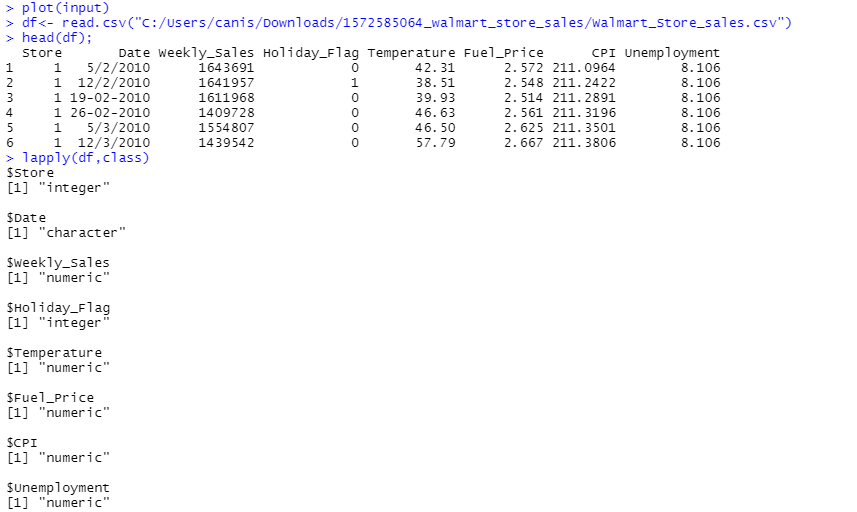 > plot(input)
> df<- read.csv("C:/Users/canis/Downloads/1572585064_walmart_store_sales/Walmart_Store_sales.csv")
> head(df);
  Store       Date Weekly_Sales Holiday_Flag Temperature Fuel_Price      CPI Unemployment
1     1   5/2/2010      1643691            0       42.31      2.572 211.0964        8.106
2     1  12/2/2010      1641957            1       38.51      2.548 211.2422        8.106
3     1 19-02-2010      1611968            0       39.93      2.514 211.2891        8.106
4     1 26-02-2010      1409728            0       46.63      2.561 211.3196        8.106
5     1   5/3/2010      1554807            0       46.50      2.625 211.3501        8.106
6     1  12/3/2010      1439542            0       57.79      2.667 211.3806        8.106
> lapply(df,class)
$Store
[1] "integer"

$Date
[1] "character"

$Weekly_Sales
[1] "numeric"

$Holiday_Flag
[1] "integer"

$Temperature
[1] "numeric"

$Fuel_Price
[1] "numeric"

$CPI
[1] "numeric"

$Unemployment
[1] "numeric"